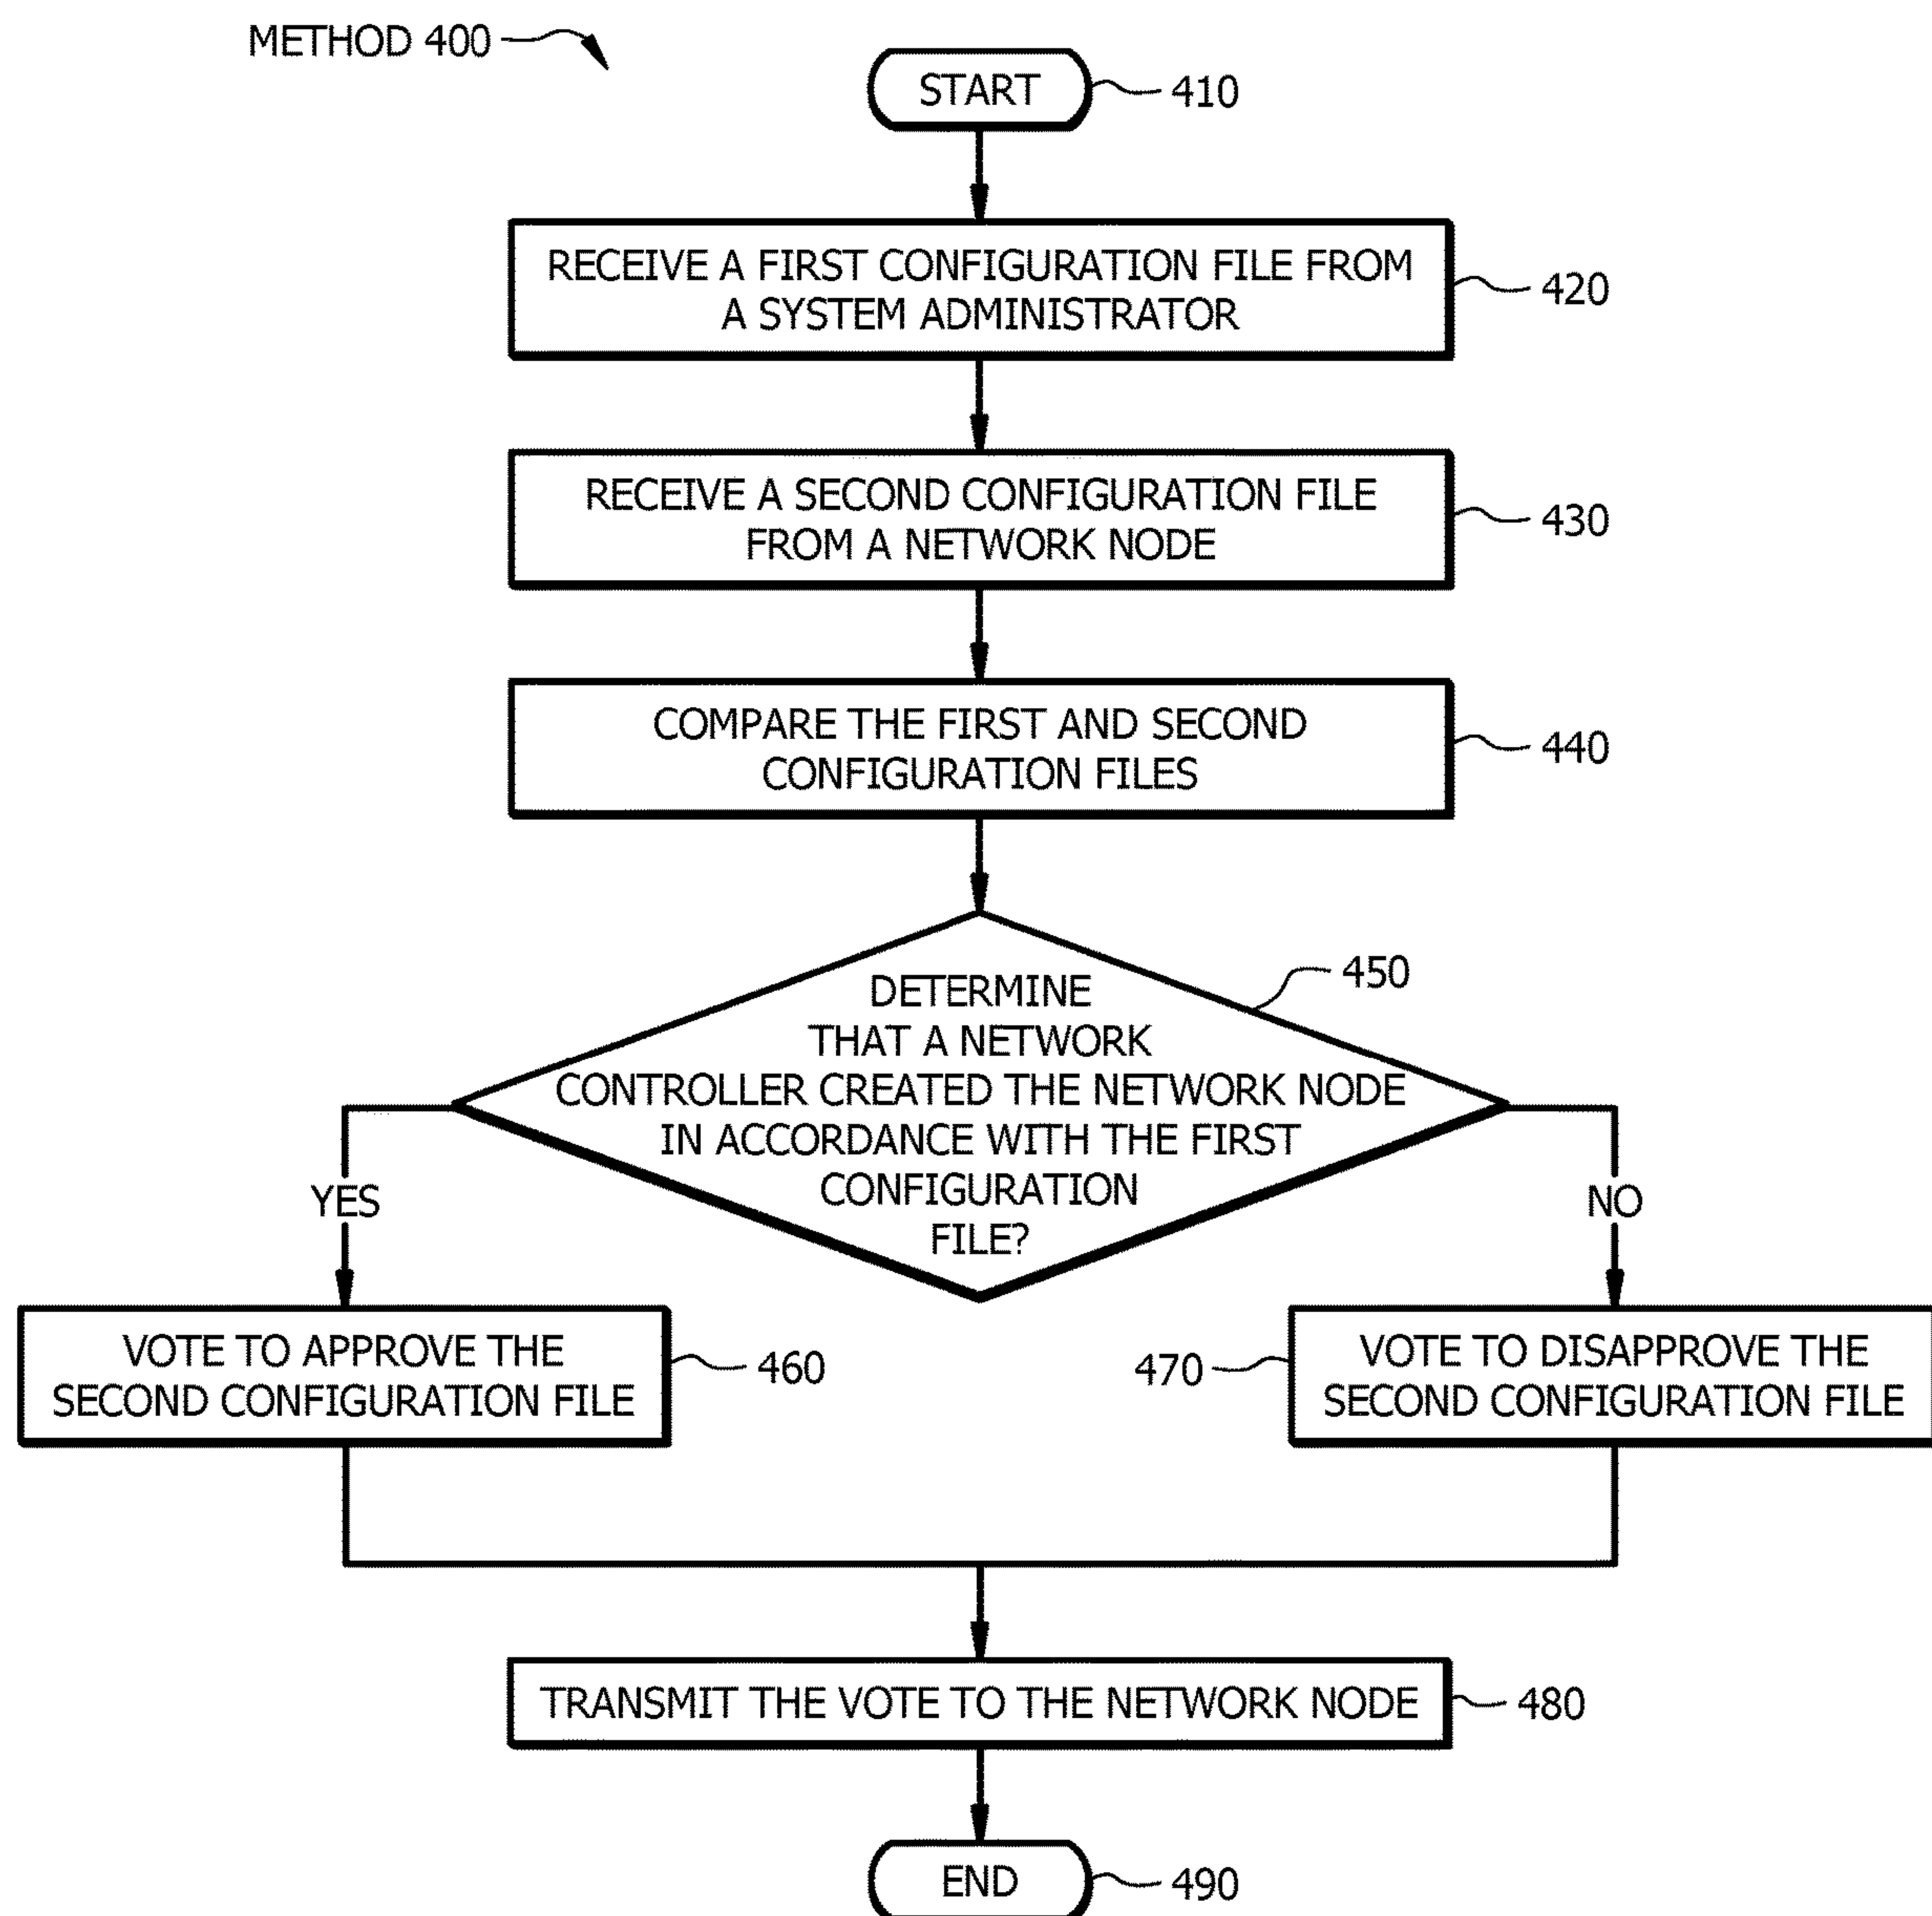 METHOD 400
START
410
RECEIVE A FIRST CONFIGURATION FILE FROM
A SYSTEM ADMINISTRATOR
420
RECEIVE A SECOND CONFIGURATION FILE
FROM A NETWORK NODE
430
COMPARE THE FIRST AND SECOND
CONFIGURATION FILES
440
450
DETERMINE
THAT A NETWORK
CONTROLLER CREATED THE NETWORK NODE
IN ACCORDANCE WITH THE FIRST
CONFIGURATION
FILE?
YES
NO
VOTE TO APPROVE THE
SECOND CONFIGURATION FILE
460
470
VOTE TO DISAPPROVE THE
SECOND CONFIGURATION FILE
TRANSMIT THE VOTE TO THE NETWORK NODE
480
END
490